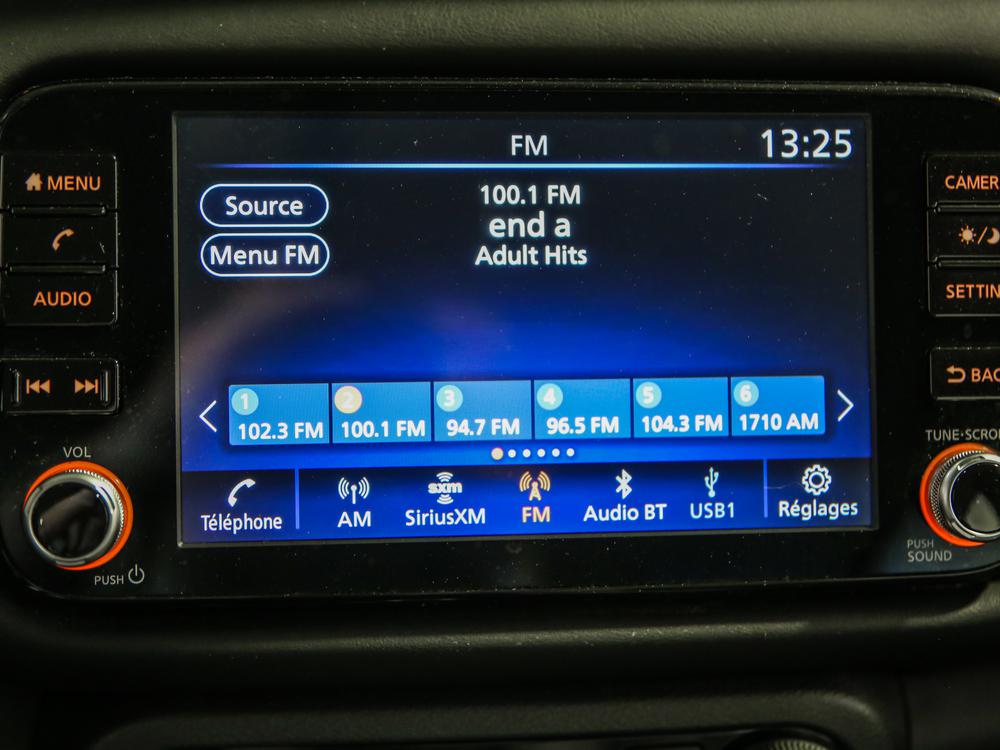 FM
13:25
MENU
AUDIO
VOL
PUSH
Source
Menu FM
100.1 FM
end a
Adult Hits
1
102.3 FM
2
100.1 FM
3
94.7 FM
4
96.5 FM
5
104.3 FM
6
1710 AM
Téléphone
AM
sxm
SiriusXM
A
FM
Audio BT
USB1
Réglages
CAMER
SETTIN
BAC
TUNE·SCRO
PUSH
SOUND